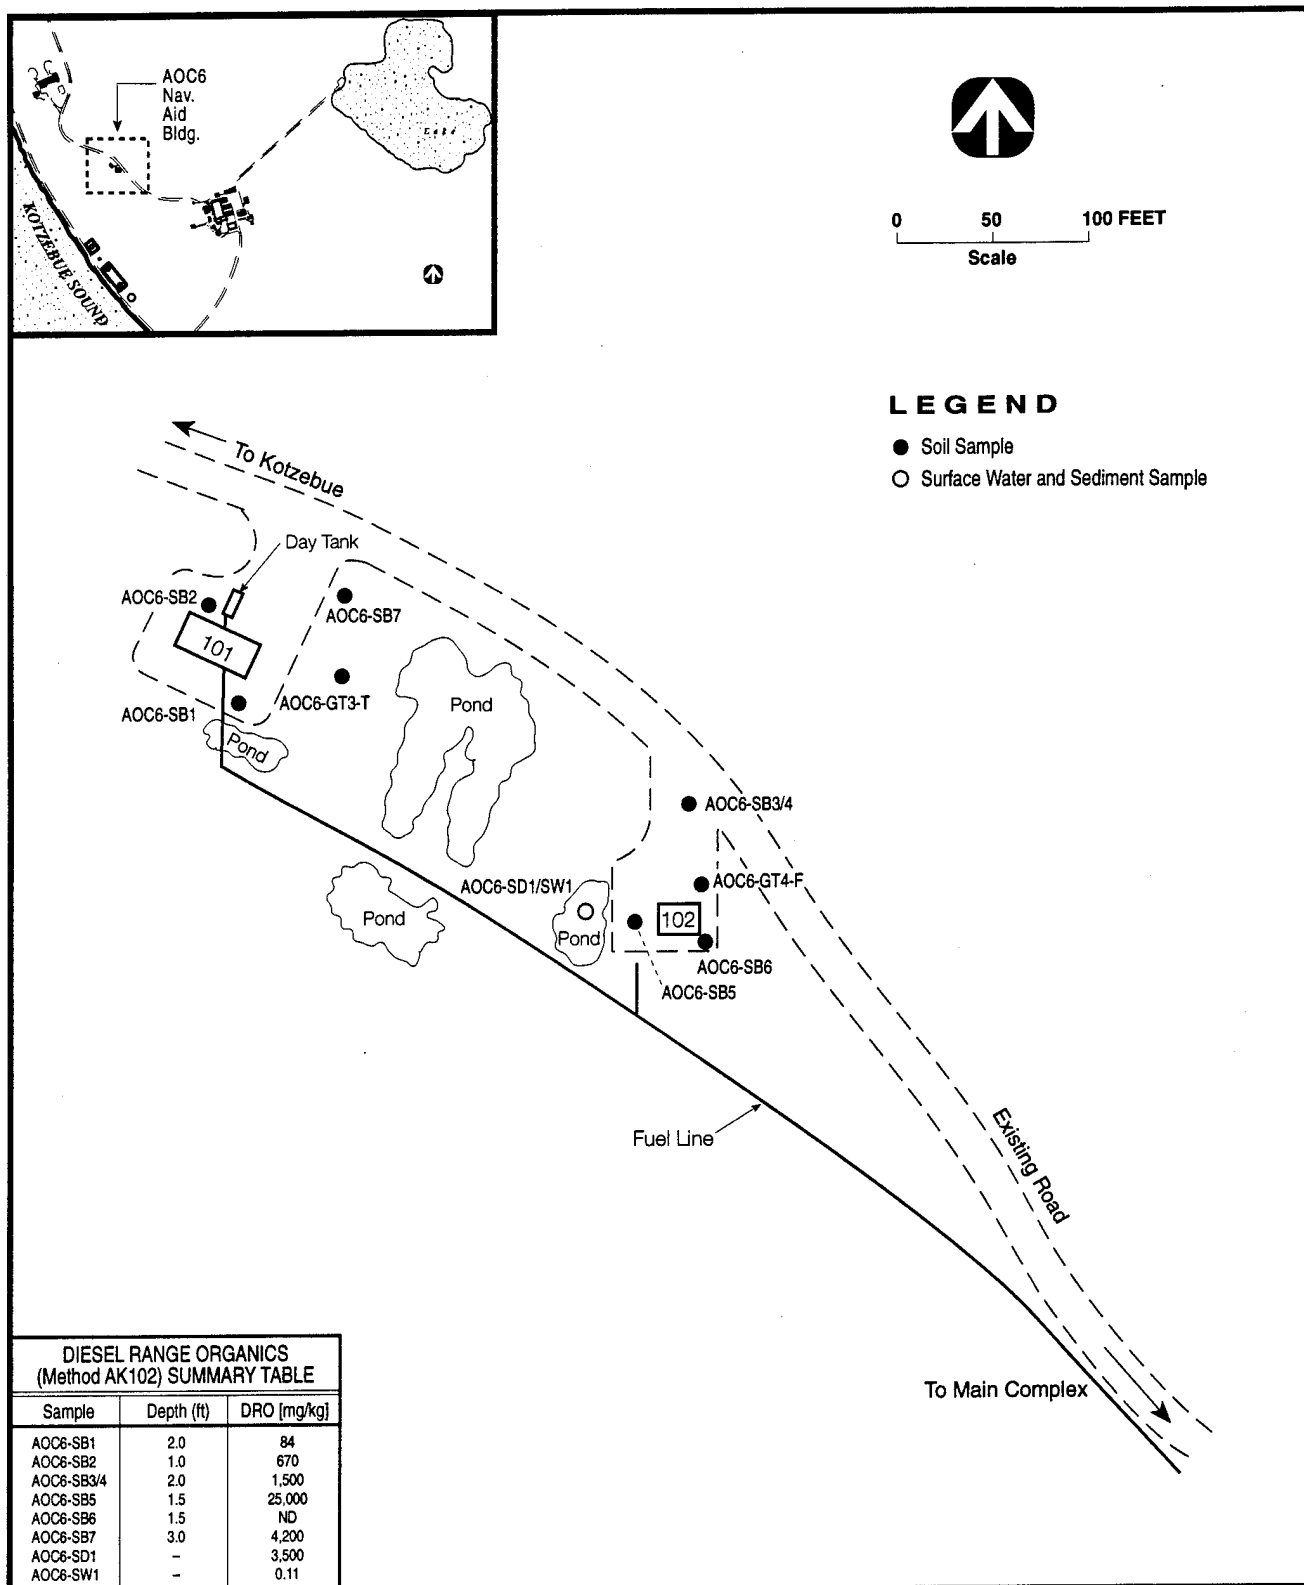 AOC6
Nav.
Aid
Bldg.
Lake
KOTZEBUE SOUND
0 50 100 FEET
Scale
LEGEND
Soil Sample
Surface Water and Sediment Sample
To Kotzebue
Day Tank
AOC6-SB2
AOC6-SB7
101
AOC6-GT3-T
AOC6-SB1
Pond
Pond
AOC6-SB3/4
AOC6-SD1/SW1
AOC6-GT4-F
Pond
102
Pond
AOC6-SB6
AOC6-SB5
Fuel Line
Existing Road
To Main Complex
DIESEL RANGE ORGANICS
(Method AK102) SUMMARY TABLE
Sample Depth (ft) DRO [mg/kg]
AOC6-SB1 2.0 84
AOC6-SB2 1.0 670
AOC6-SB3/4 2.0 1,500
AOC6-SB5 1.5 25,000
AOC6-SB6 1.5 ND
AOC6-SB7 3.0 4,200
AOC6-SD1 – 3,500
AOC6-SW1 – 0.11